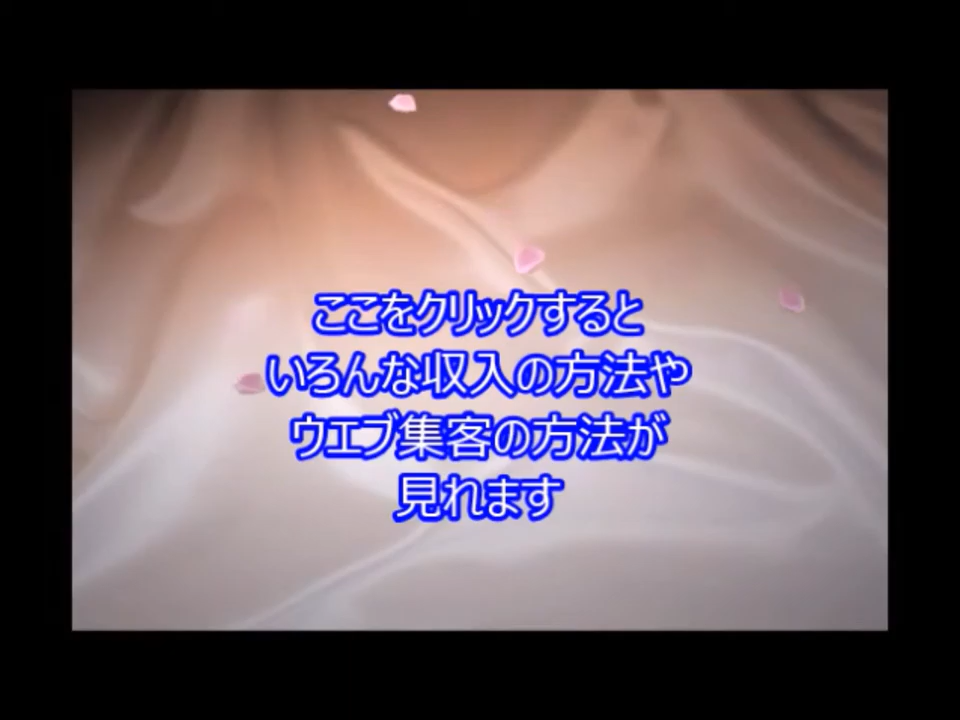 ここをクリックすると
いろんな収入の方法や
ウエブ集客の方法が
見れます